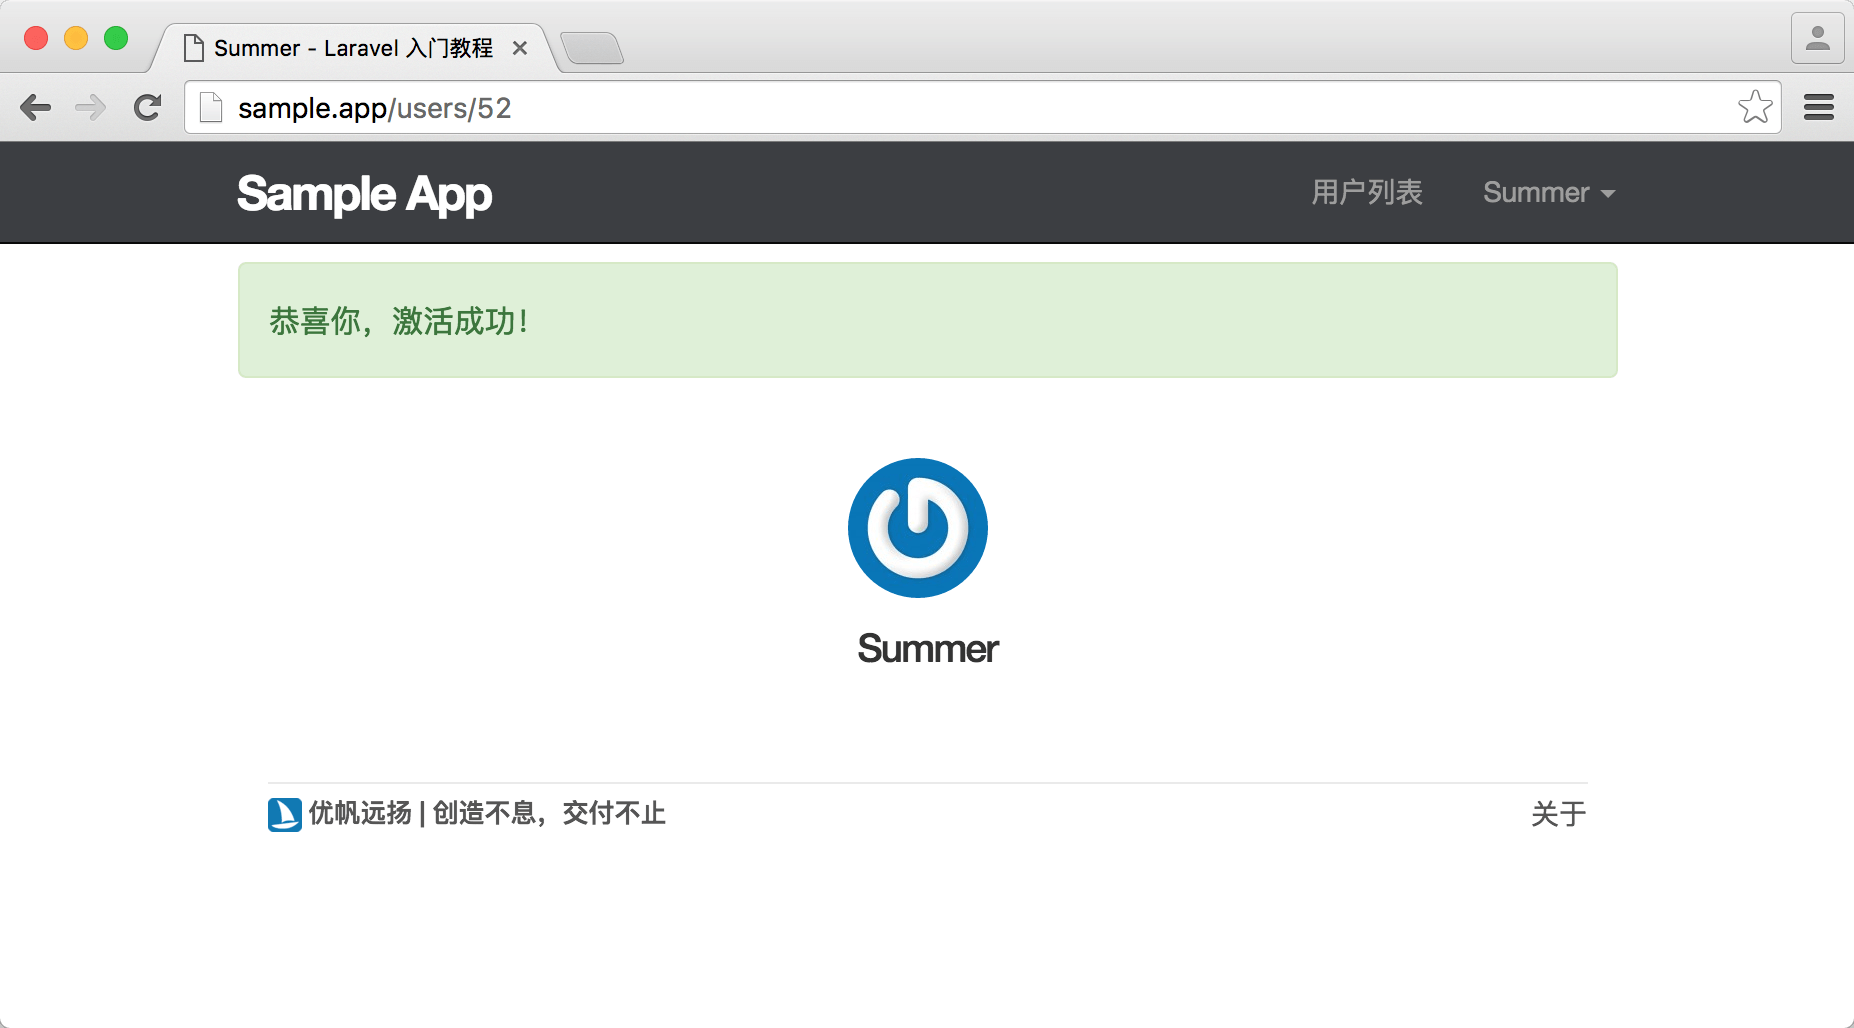 Summer - Laravel 入门教程
sample.app/users/52
Sample App
用户列表
Summer
恭喜你，激活成功！
Summer
优帆远扬 | 创造不息，交付不止
关于